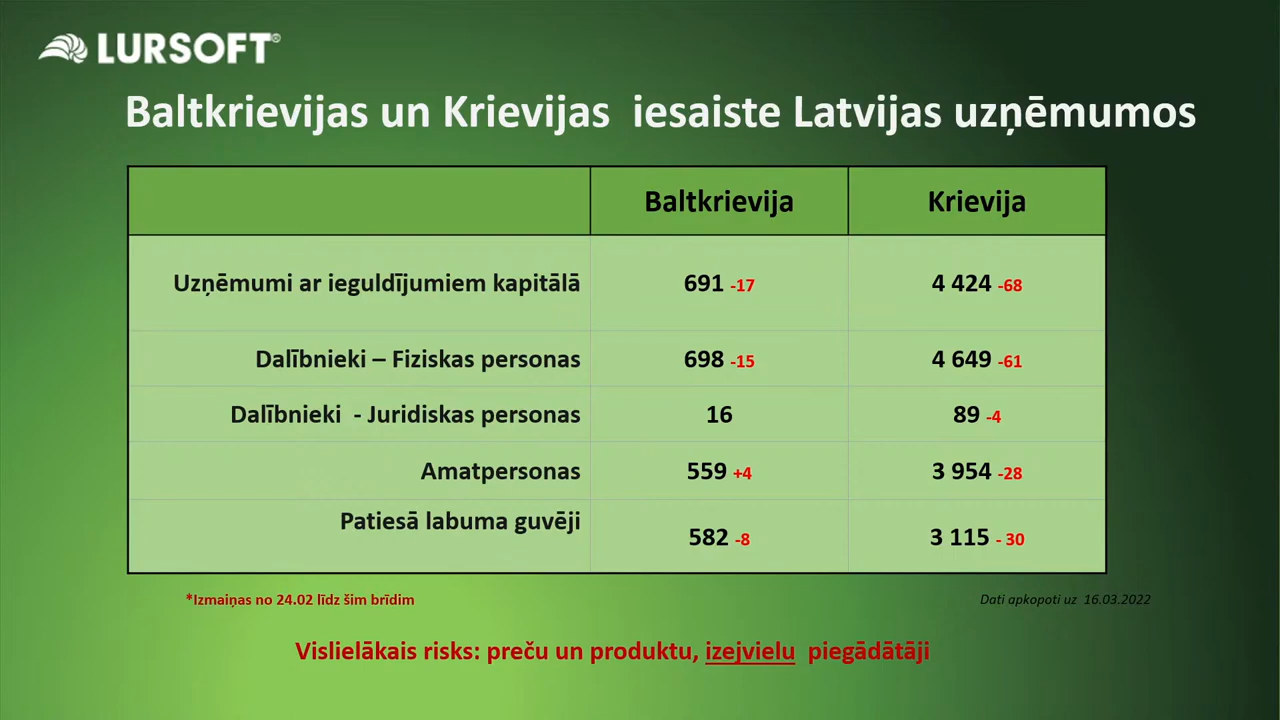 LURSOFT®
Baltkrievijas un Krievijas iesaiste Latvijas uzņēmumos
Baltkrievija Krievija
Uzņēmumi ar ieguldījumiem kapitālā 691 -17 4 424 -68
Dalībnieki – Fiziskas personas 698 -15 4 649 -61
Dalībnieki - Juridiskas personas 16 89 -4
Amatpersonas 559 +4 3 954 -28
Patiesā labuma guvēji 582 -8 3 115 - 30
*Izmaiņas no 24.02 līdz šim brīdim Dati apkopoti uz 16.03.2022
Vislielākais risks: preču un produktu, izejvielu piegādātāji